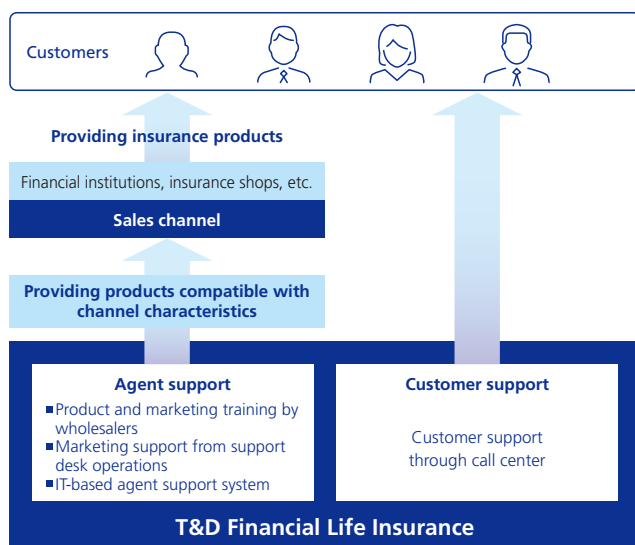 Customers
Providing insurance products
Financial institutions, insurance shops, etc.
Sales channel
Providing products compatible with
channel characteristics
Agent support
■Product and marketing training by
wholesalers
■Marketing support from support
desk operations
■IT-based agent support system
Customer support
Customer support
through call center
T&D Financial Life Insurance